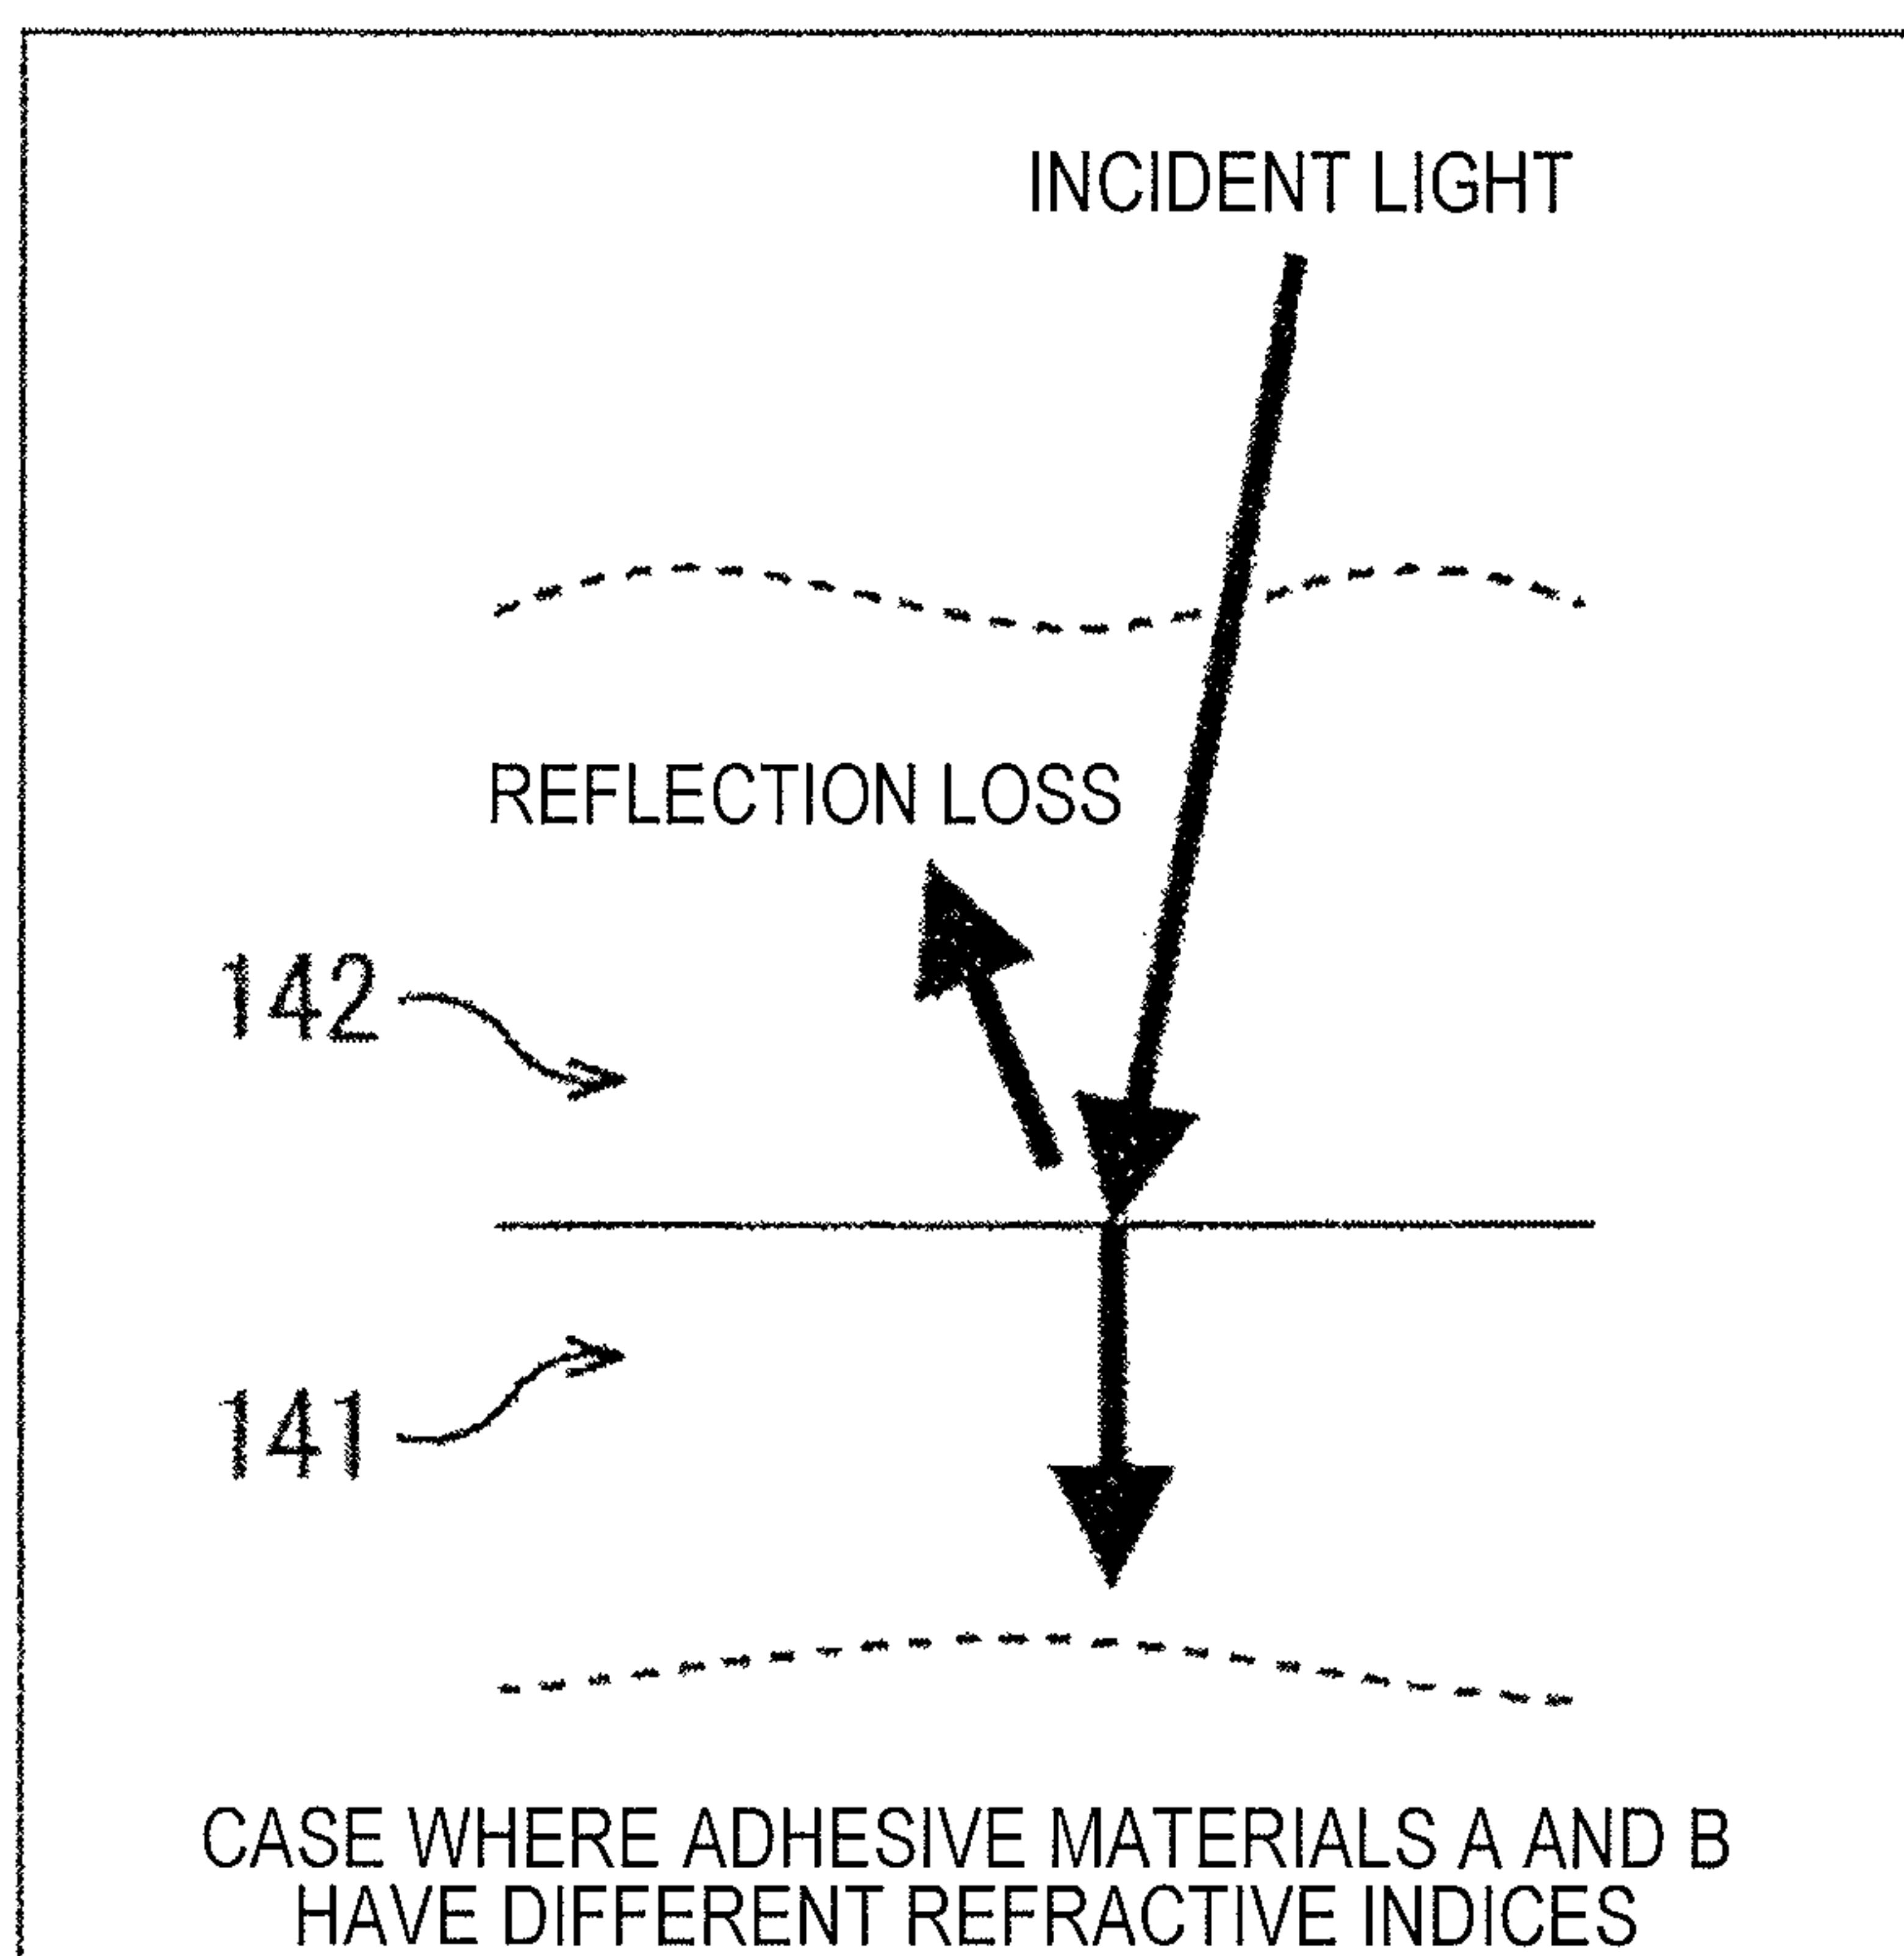 INCIDENT LIGHT
REFLECTION LOSS
142
141
CASE WHERE ADHESIVE MATERIALS A AND B
HAVE DIFFERENT REFRACTIVE INDICES